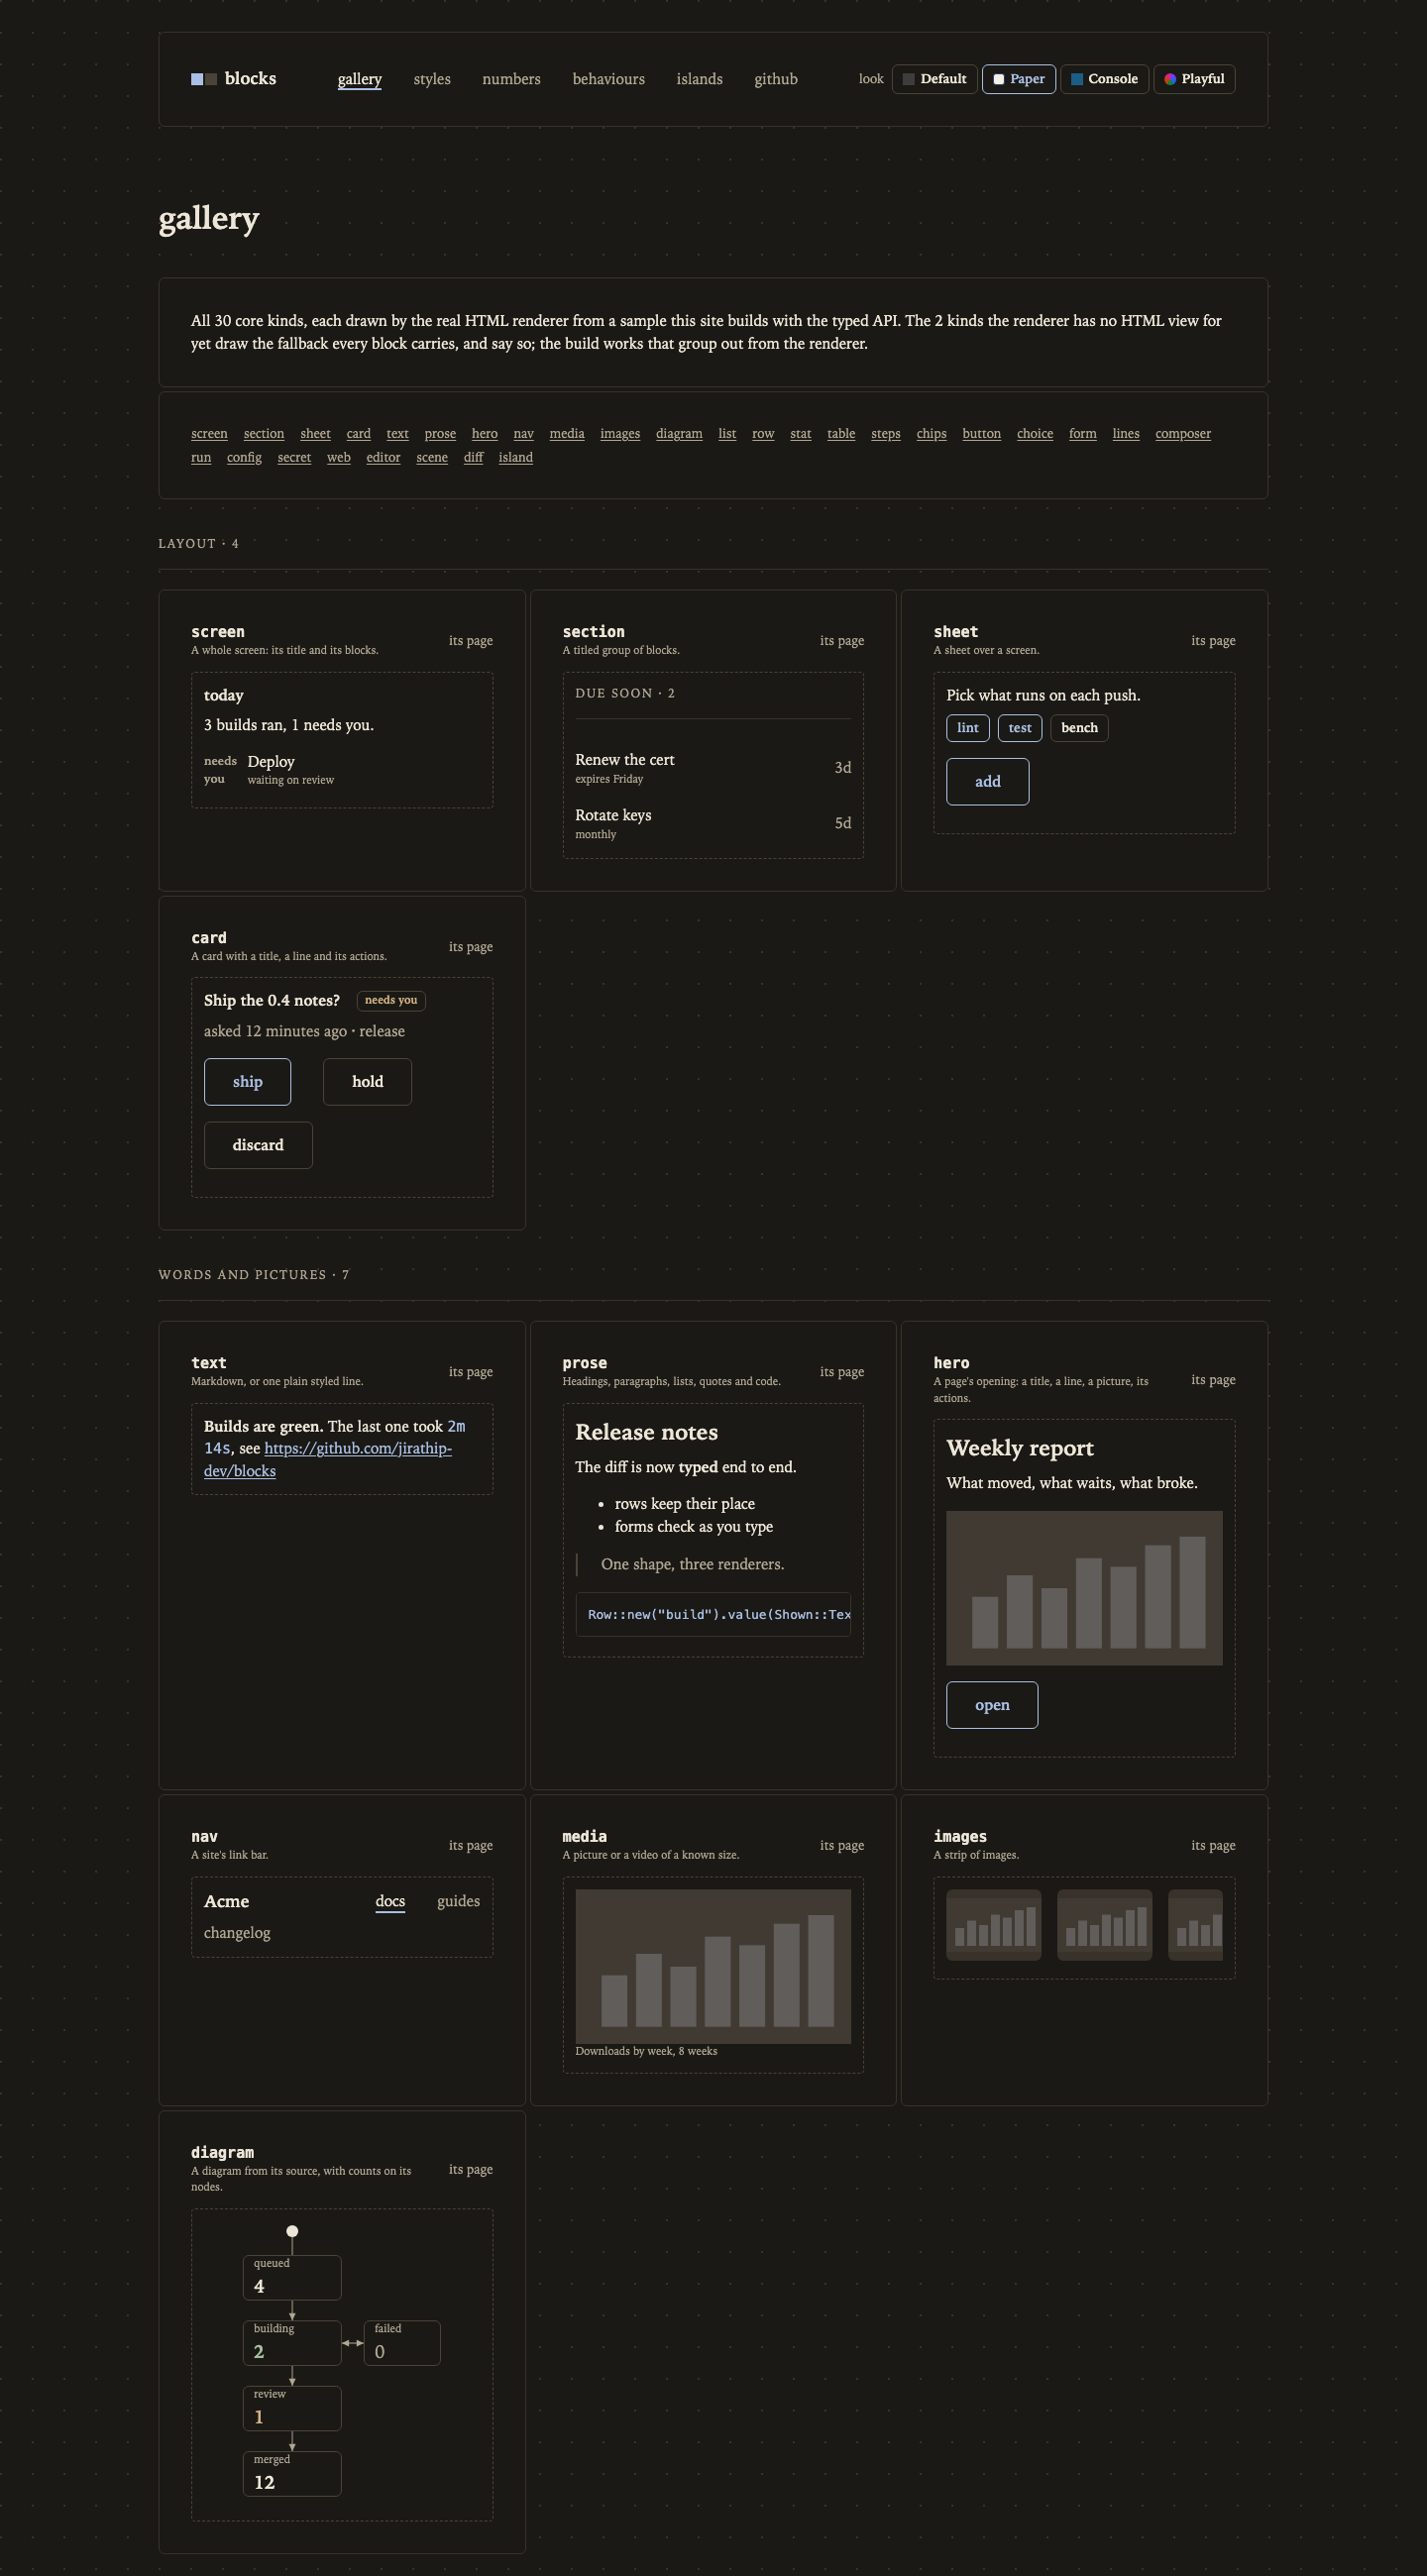 blocks
gallery
styles
numbers
behaviours
islands
github
look
Default
Paper
Console
Playful
gallery
All 30 core kinds, each drawn by the real HTML renderer from a sample this site builds with the typed API. The 2 kinds the renderer has no HTML view for
yet draw the fallback every block carries, and say so; the build works that group out from the renderer.
screen section sheet card text prose hero nav media images diagram list row stat table steps chips button choice form lines composer
run config secret web editor scene diff island
LAYOUT · 4
screen
A whole screen: its title and its blocks.
its page
today
3 builds ran, 1 needs you.
needs
you
Deploy
waiting on review
section
A titled group of blocks.
its page
DUE SOON · 2
Renew the cert
expires Friday
3d
Rotate keys
monthly
5d
sheet
A sheet over a screen.
its page
Pick what runs on each push.
lint
test
bench
add
card
A card with a title, a line and its actions.
its page
Ship the 0.4 notes?
needs you
asked 12 minutes ago · release
ship
hold
discard
WORDS AND PICTURES · 7
text
Markdown, or one plain styled line.
its page
Builds are green. The last one took 2m
14s, see https://github.com/jirathip-
dev/blocks
prose
Headings, paragraphs, lists, quotes and code.
its page
Release notes
The diff is now typed end to end.
• rows keep their place
• forms check as you type
One shape, three renderers.
Row::new("build").value(Shown::Tex
hero
A page's opening: a title, a line, a picture, its
actions.
its page
Weekly report
What moved, what waits, what broke.
open
nav
A site's link bar.
its page
Acme
docs
guides
changelog
media
A picture or a video of a known size.
its page
Downloads by week, 8 weeks
images
A strip of images.
its page
diagram
A diagram from its source, with counts on its
nodes.
its page
queued
4
building
2
failed
0
review
1
merged
12